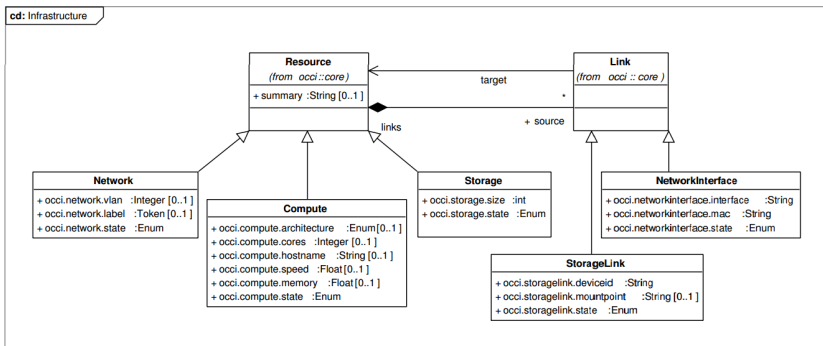 cd: Infrastructure
Resource
(from occi::core)
+ summary :String [0..1 ]
Link
(from occi :: core )
target
*
+ source
links
Network
+ occi.network.vlan :Integer [0..1 ]
+ occi.network.label :Token [0..1 ]
+ occi.network.state :Enum
Compute
+ occi.compute.architecture :Enum[0..1 ]
+ occi.compute.cores :Integer [0..1 ]
+ occi.compute.hostname :String [0..1 ]
+ occi.compute.speed :Float[0..1 ]
+ occi.compute.memory :Float[0..1 ]
+ occi.compute.state :Enum
Storage
+ occi.storage.size :int
+ occi.storage.state :Enum
NetworkInterface
+ occi.networkinterface.interface :String
+ occi.networkinterface.mac :String
+ occi.networkinterface.state :Enum
StorageLink
+ occi.storagelink.deviceid :String
+ occi.storagelink.mountpoint :String [0..1 ]
+ occi.storagelink.state :Enum